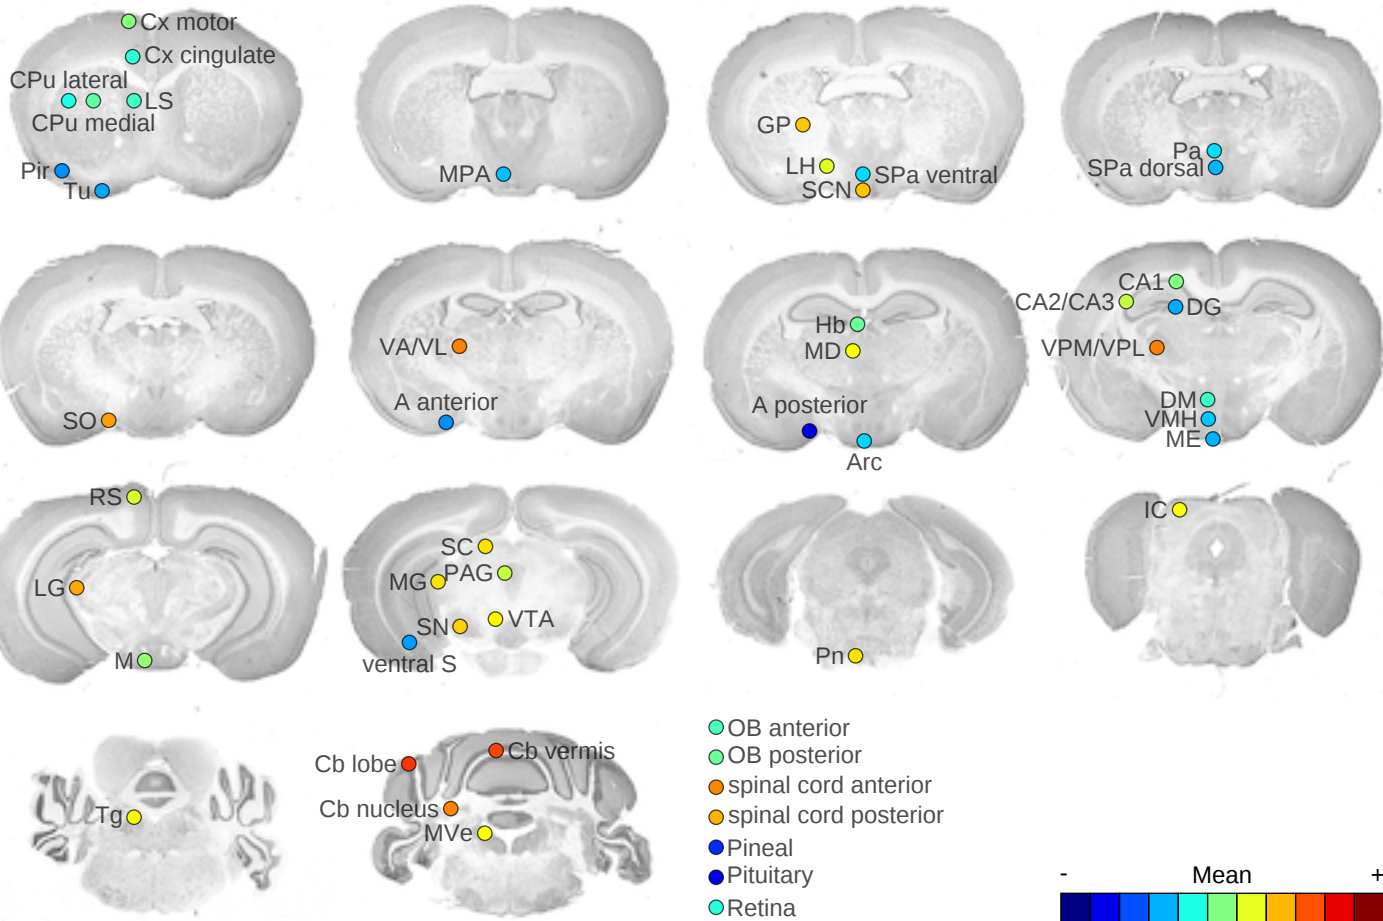 Cx motor
Cx cingulate
CPu lateral
LS
CPu medial
Pir
Tu
MPA
GP
LH
SPa ventral
SCN
Pa
SPa dorsal
SO
VA/VL
A anterior
Hb
MD
A posterior
Arc
CA1
CA2/CA3
DG
VPM/VPL
DM
VMH
ME
RS
LG
M
SC
PAG
MG
VTA
SN
ventral S
Pn
IC
Tg
Cb vermis
Cb lobe
Cb nucleus
MVe
OB anterior
OB posterior
spinal cord anterior
spinal cord posterior
Pineal
Pituitary
Retina
- Mean +